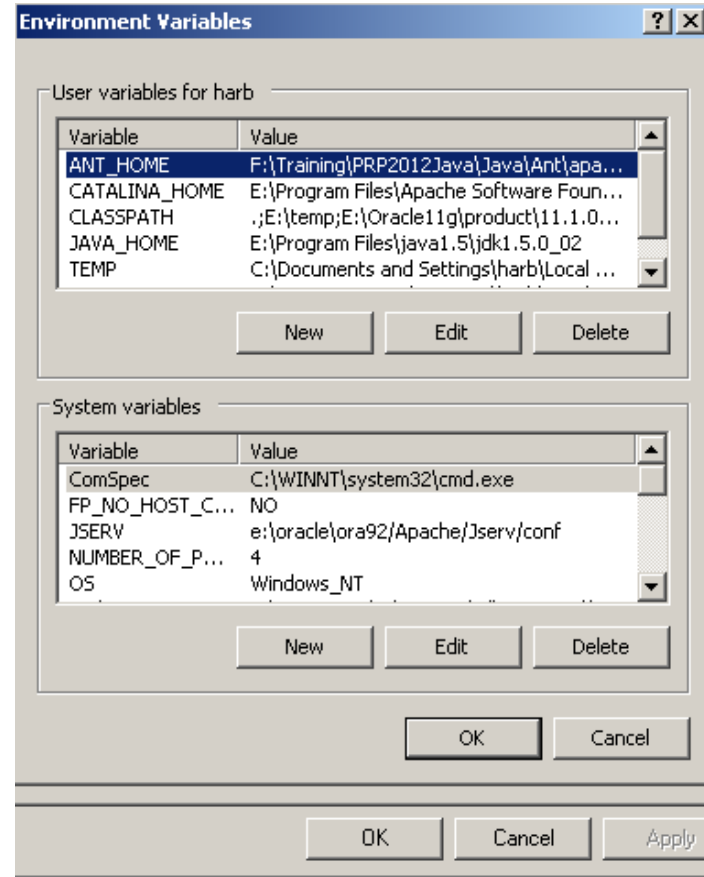 Environment Variables
User variables for harb
Variable Value
ANT_HOME F:\Training\PRP2012Java\Java\Ant\apa...
CATALINA_HOME E:\Program Files\Apache Software Foun...
CLASSPATH .;E:\temp;E:\Oracle11g\product\11.1.0...
JAVA_HOME E:\Program Files\java1.5\jdk1.5.0_02
TEMP C:\Documents and Settings\harb\Local ...
New Edit Delete
System variables
Variable Value
ComSpec C:\WINNT\system32\cmd.exe
FP_NO_HOST_C... NO
JSERV e:\oracle\ora92/Apache/Jserv/conf
NUMBER_OF_P... 4
OS Windows_NT
New Edit Delete
OK Cancel
OK Cancel Apply